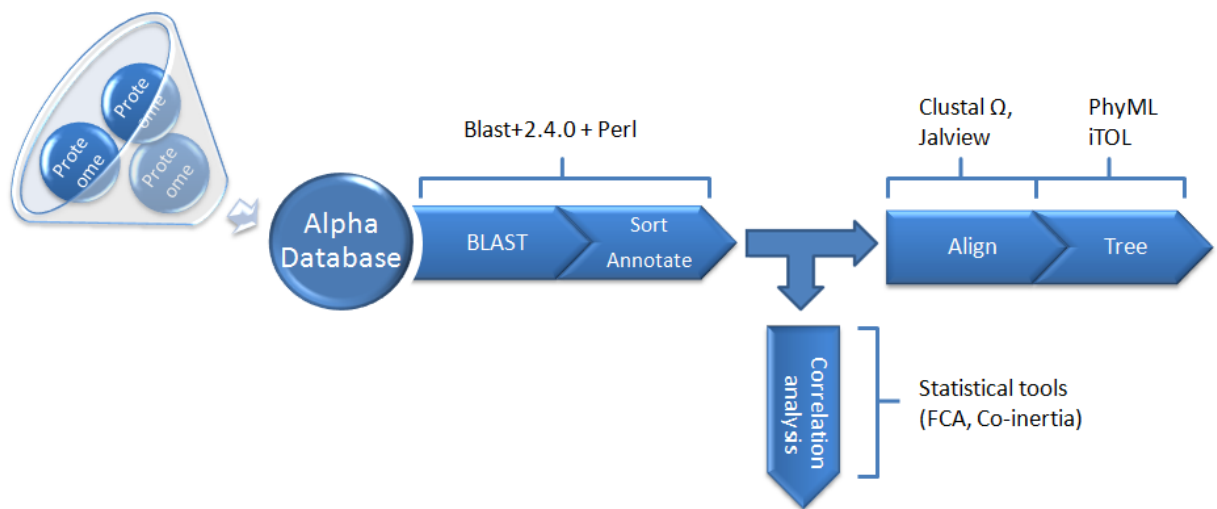 Prote
ome
Prote
ome
Prote
ome
Alpha
Database
Blast+2.4.0 + Perl
BLAST
Sort
Annotate
Clustal Ω,
Jalview
PhyML
iTOL
Align
Tree
Correlation
analysis
Statistical tools
(FCA, Co-inertia)